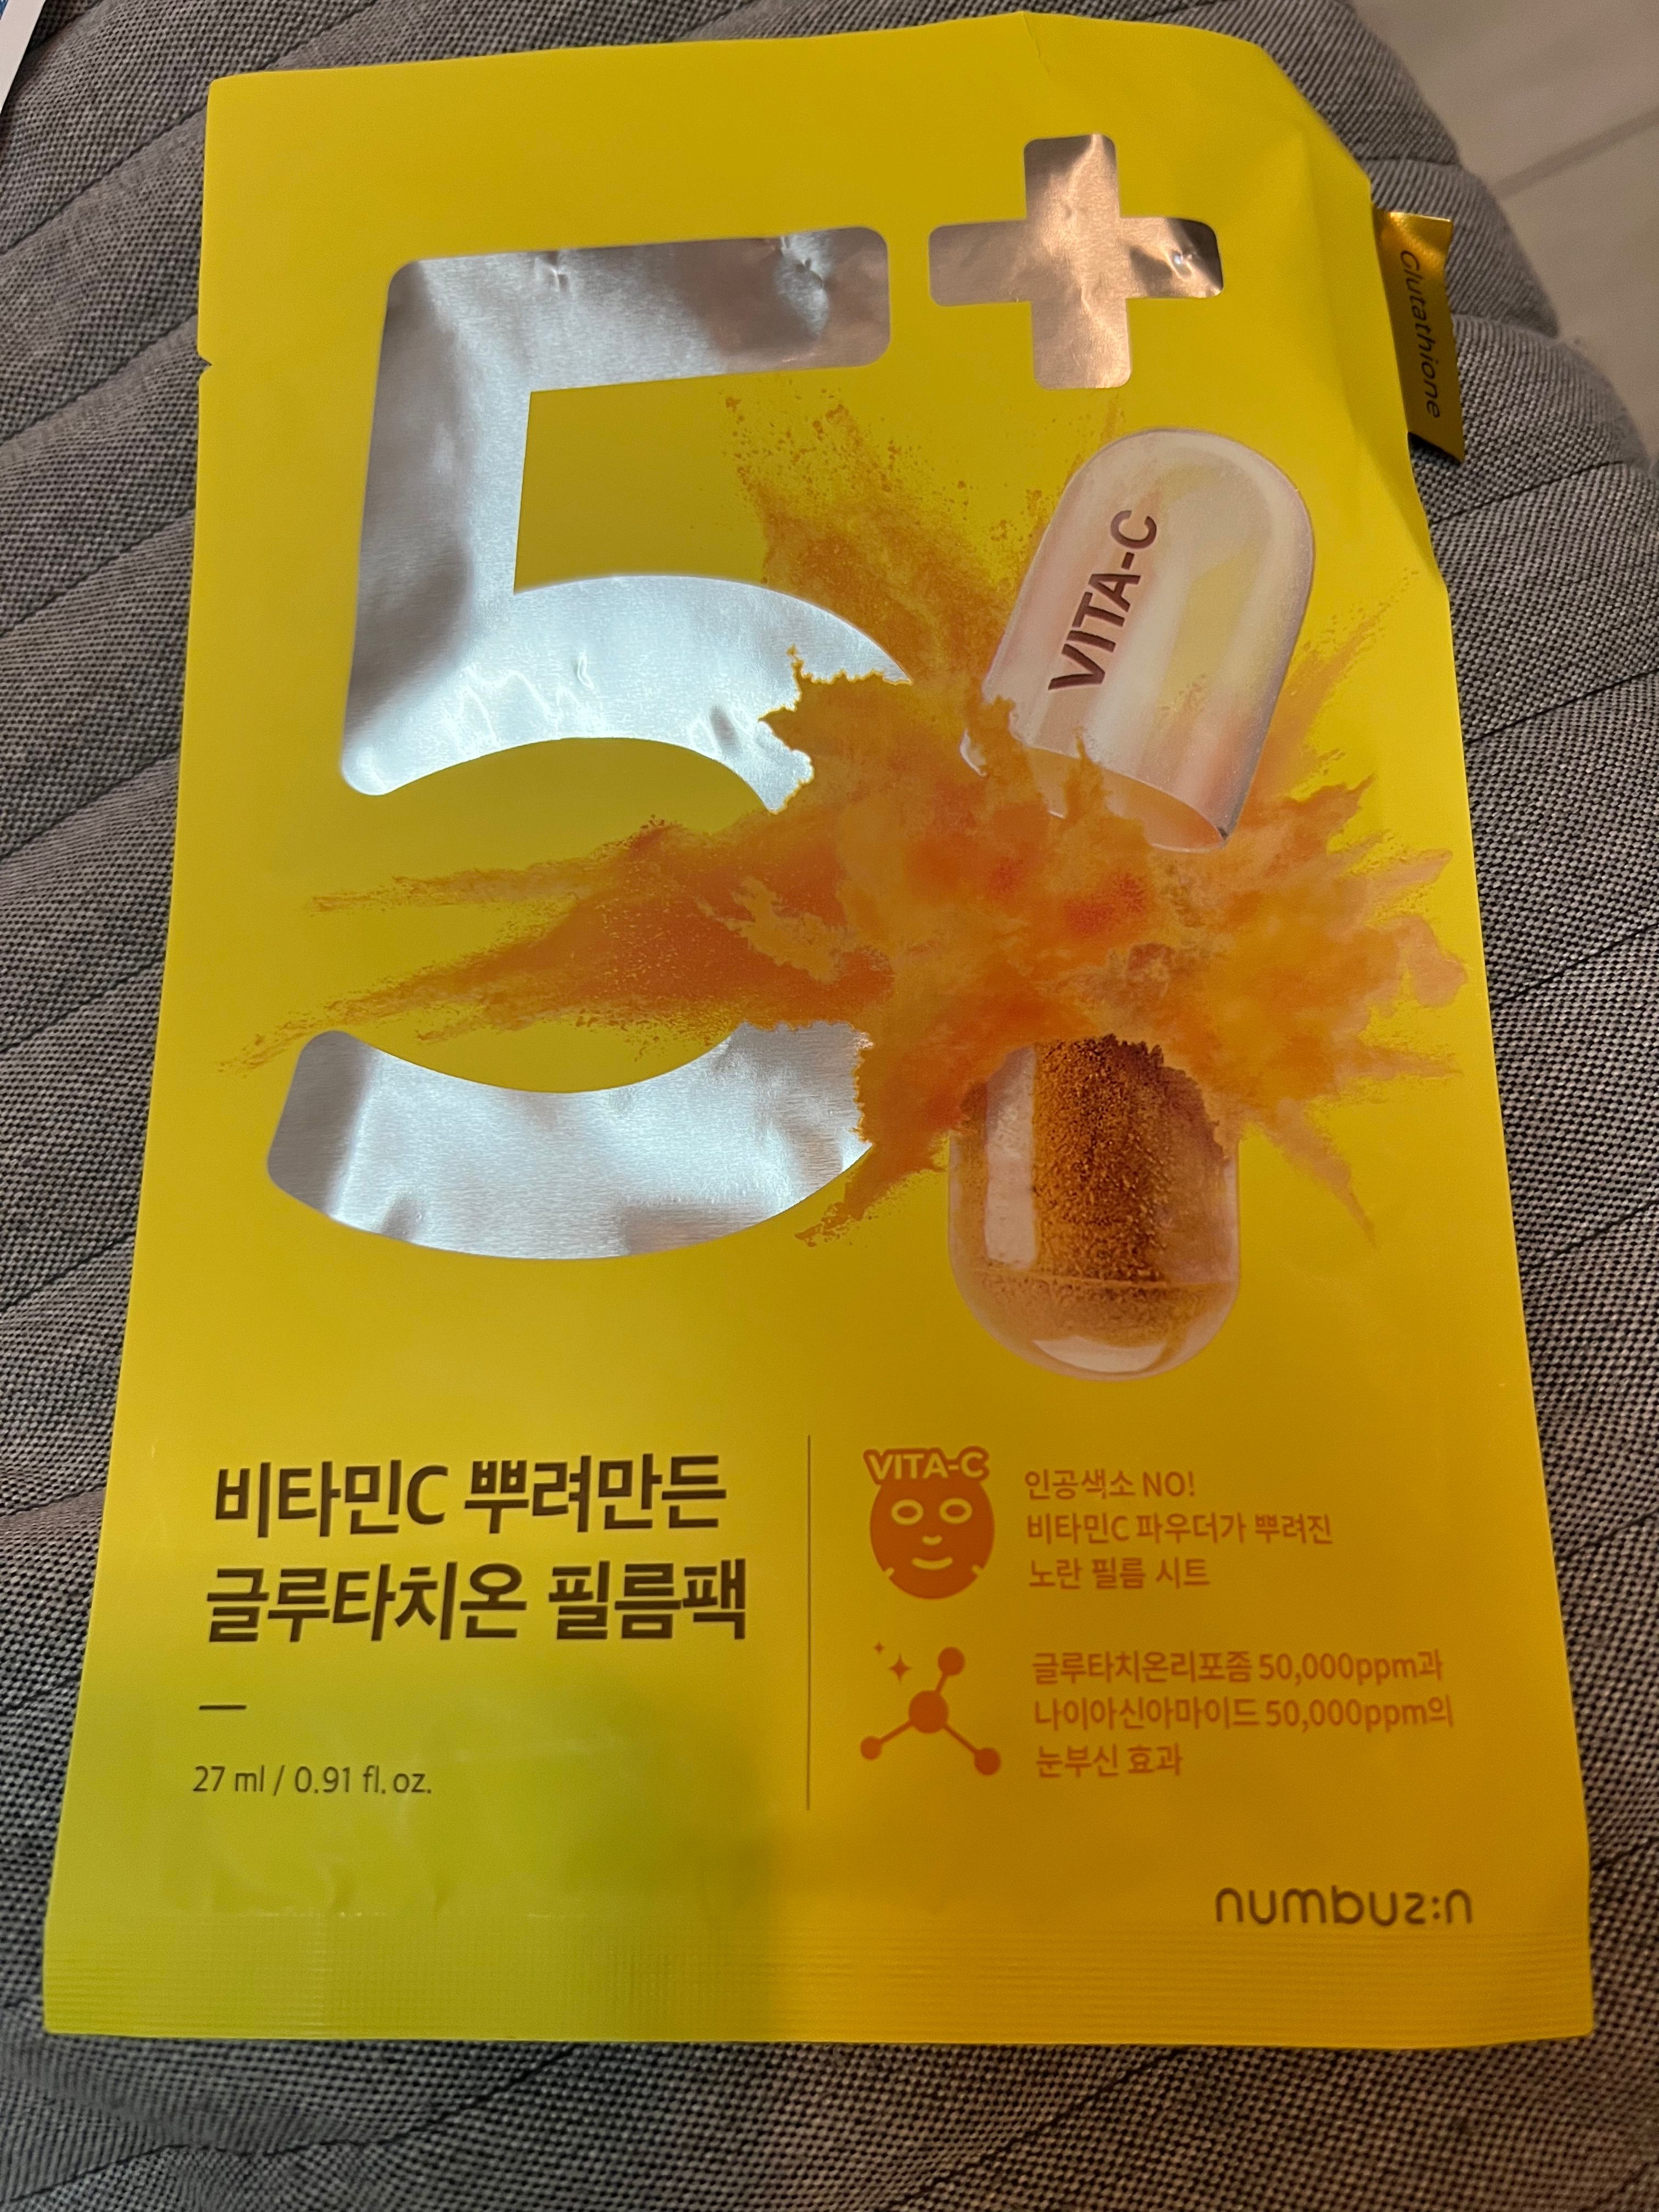 5+
Glutathione
VITA-C
비타민C 뿌려만든
글루타치온 필름팩
27 ml / 0.91 fl. oz.
VITA-C
인공색소 NO!
비타민C 파우더가 뿌려진
노란 필름 시트
글루타치온리포좀 50,000ppm과
나이아신아마이드 50,000ppm의
눈부신 효과
numbuz:n